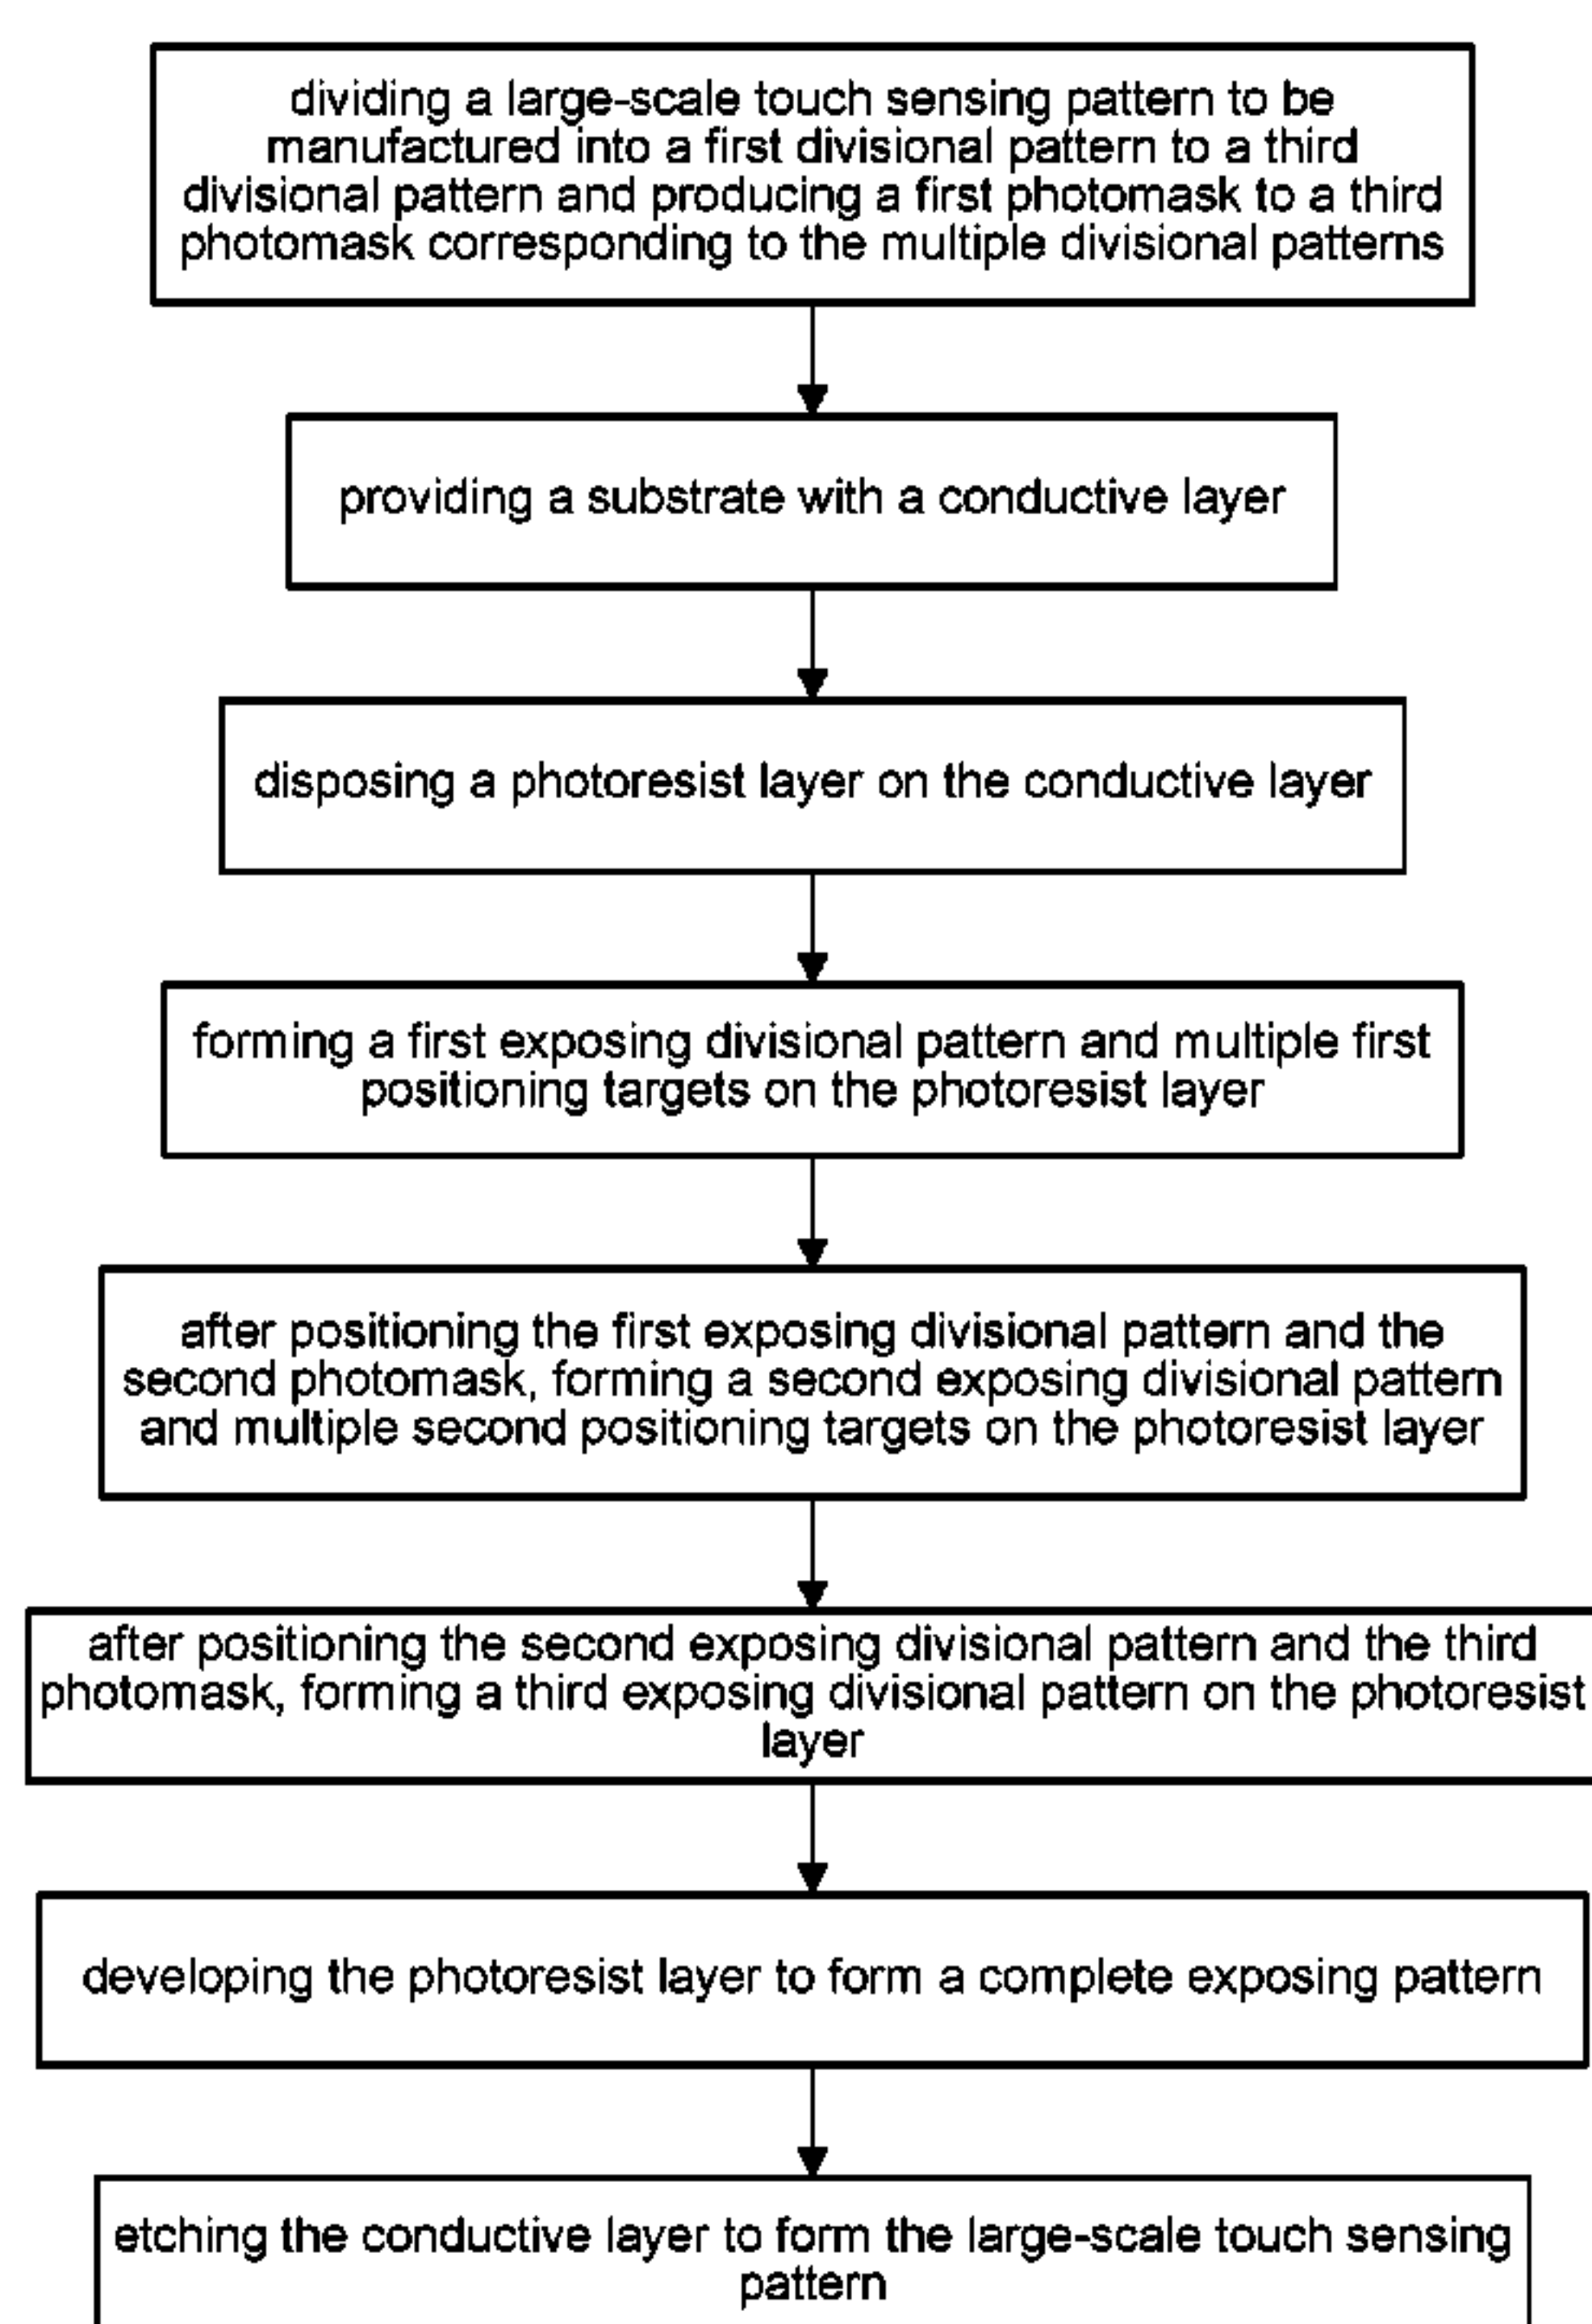 dividing a large-scale touch sensing pattern to be
manufactured into a first divisional pattern to a third
divisional pattern and producing a first photomask to a third
photomask corresponding to the multiple divisional patterns
providing a substrate with a conductive layer
disposing a photoresist layer on the conductive layer
forming a first exposing divisional pattern and multiple first
positioning targets on the photoresist layer
after positioning the first exposing divisional pattern and the
second photomask, forming a second exposing divisional pattern
and multiple second positioning targets on the photoresist layer
after positioning the second exposing divisional pattern and the third
photomask, forming a third exposing divisional pattern on the photoresist
layer
developing the photoresist layer to form a complete exposing pattern
etching the conductive layer to form the large-scale touch sensing
pattern